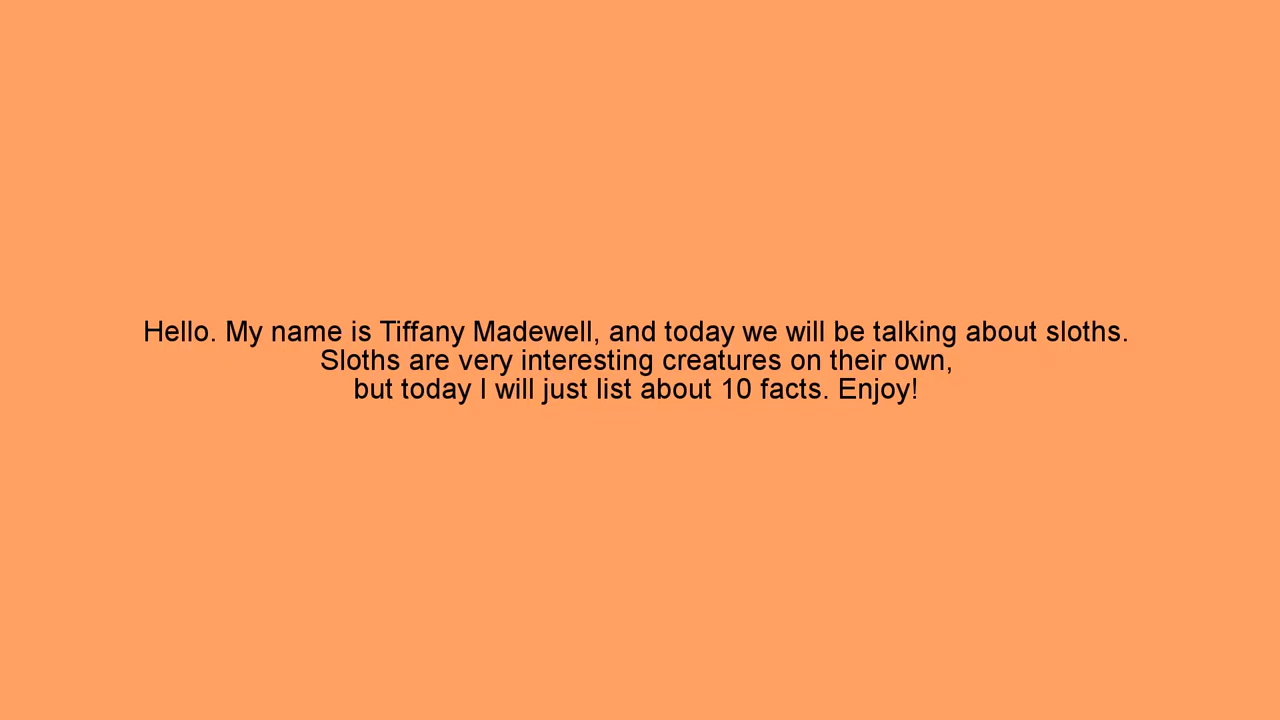 Hello. My name is Tiffany Madewell, and today we will be talking about sloths.
Sloths are very interesting creatures on their own,
but today I will just list about 10 facts. Enjoy!